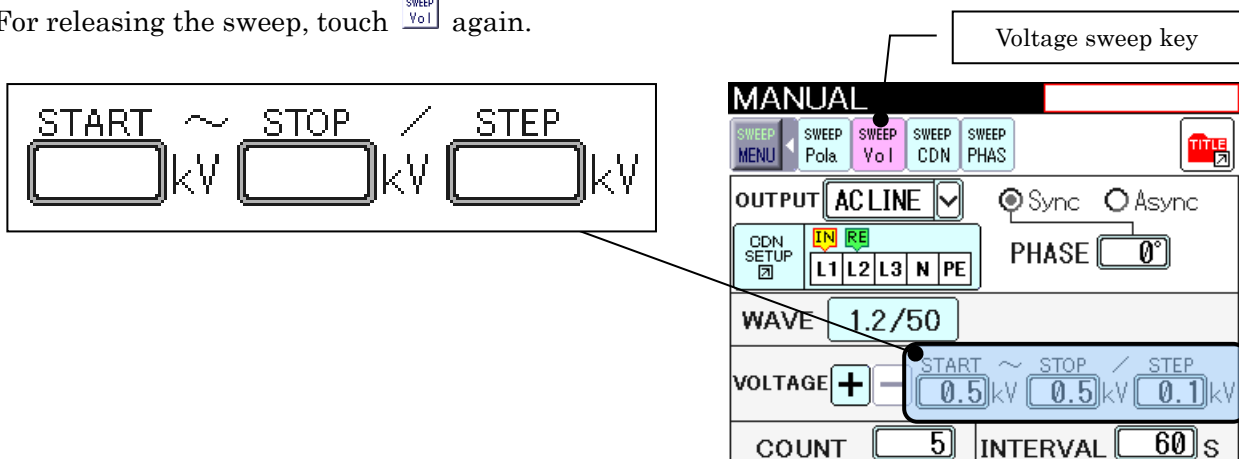 For releasing the sweep, touch SWEEP Vol again.
Voltage sweep key
START ～ STOP ／ STEP
kV kV kV
MANUAL
SWEEP MENU SWEEP Pola. SWEEP Vol SWEEP CDN SWEEP PHAS TITLE
OUTPUT AC LINE Sync Async
CDN SETUP IN RE
L1 L2 L3 N PE
PHASE 0°
WAVE 1.2/50
START ～ STOP ／ STEP
VOLTAGE + − 0.5 kV 0.5 kV 0.1 kV
COUNT 5 INTERVAL 60 S